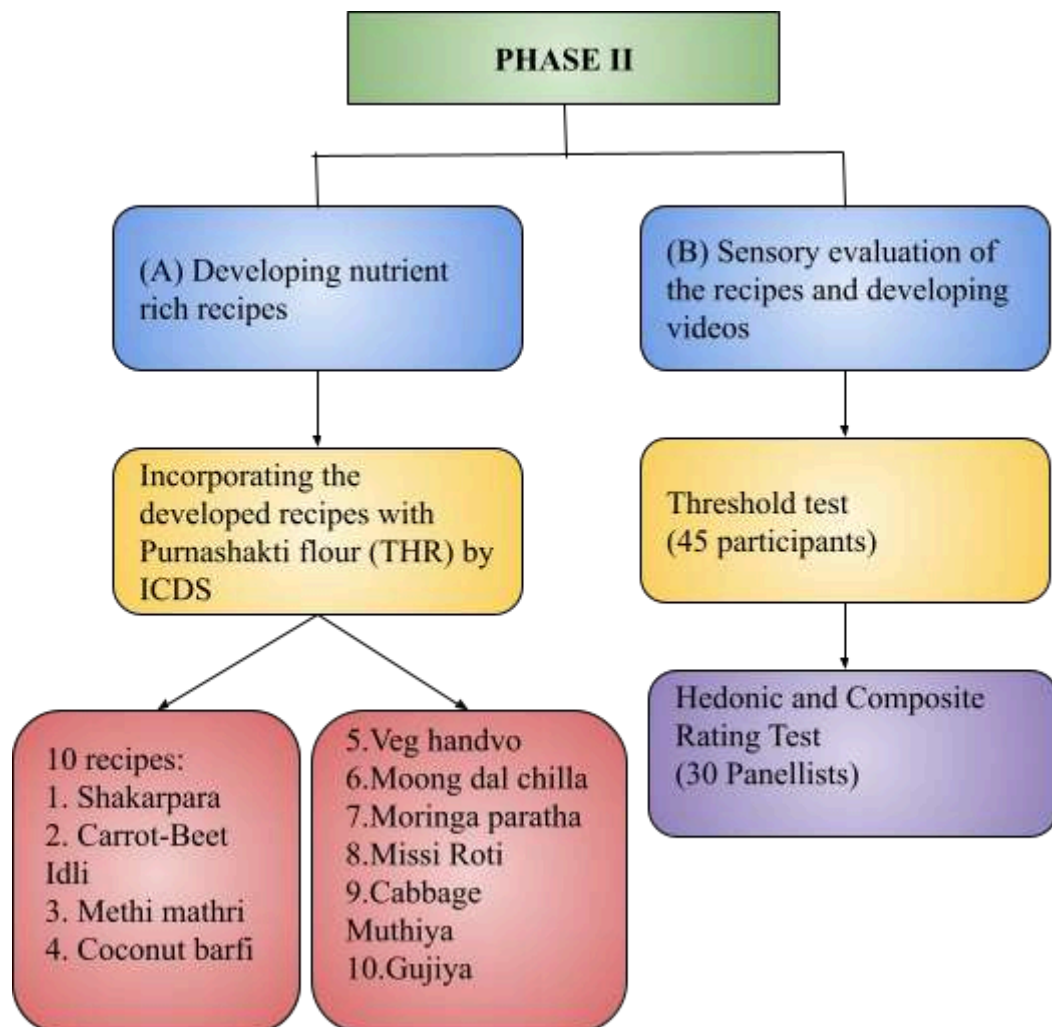 PHASE II
(A) Developing nutrient
rich recipes
(B) Sensory evaluation of
the recipes and developing
videos
Incorporating the
developed recipes with
Purnashakti flour (THR) by
ICDS
Threshold test
(45 participants)
10 recipes:
1. Shakarpara
2. Carrot-Beet
Idli
3. Methi mathri
4. Coconut barfi
5.Veg handvo
6.Moong dal chilla
7.Moringa paratha
8.Missi Roti
9.Cabbage
Muthiya
10.Gujiya
Hedonic and Composite
Rating Test
(30 Panellists)